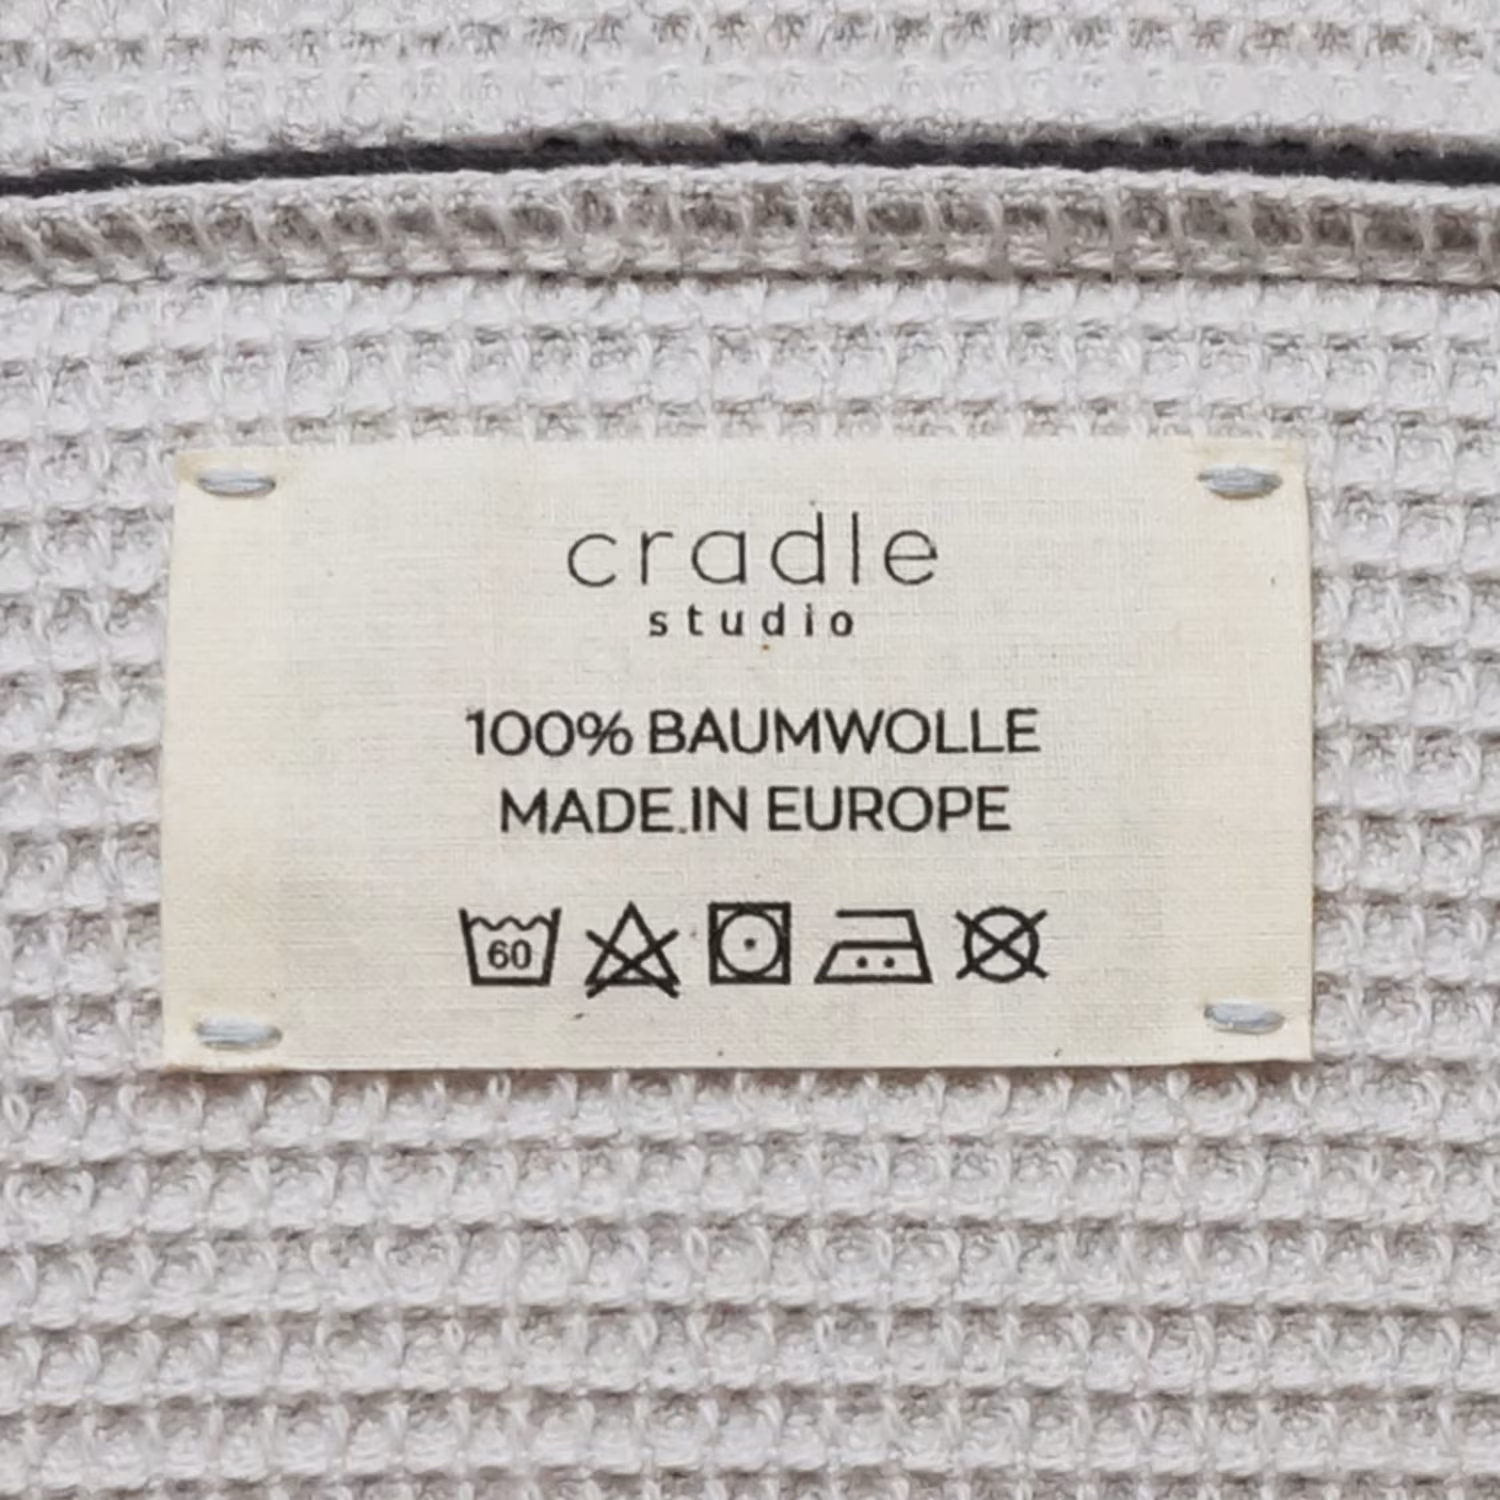 cradle
studio
100% BAUMWOLLE
MADE IN EUROPE
60